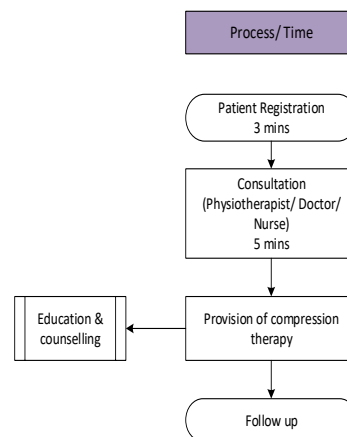 Process/ Time
Patient Registration
3 mins
Consultation
(Physiotherapist/ Doctor/
Nurse)
5 mins
Education &
counselling
Provision of compression
therapy
Follow up